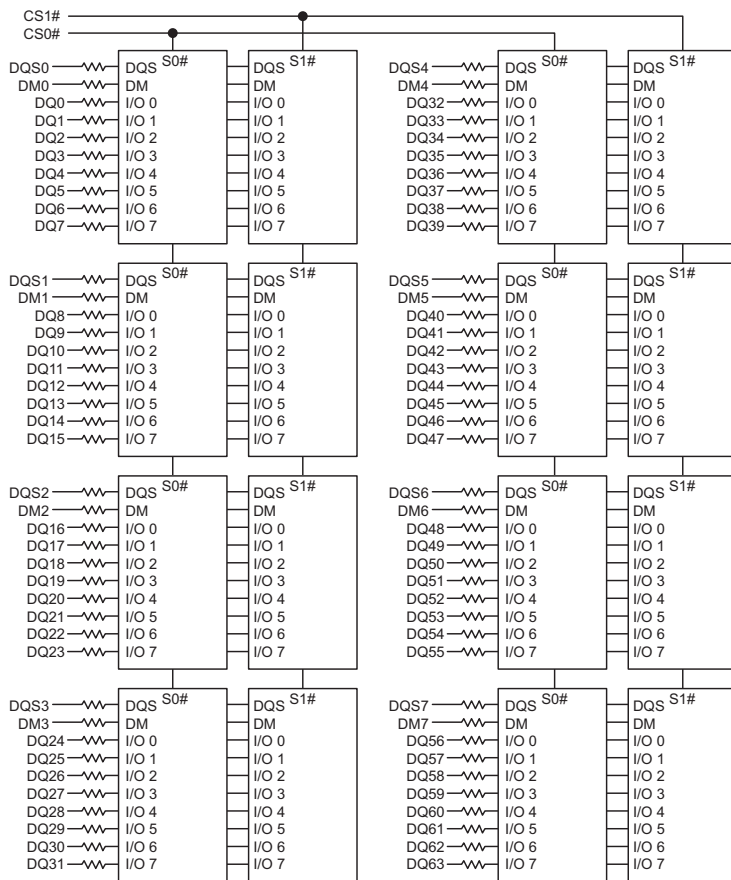 CS1#
CS0#
S0# S1# S0# S1#
DQS0 DQS DQS DQS4 DQS DQS
DM0 DM DM DM4 DM DM
DQ0 I/O 0 I/O 0 DQ32 I/O 0 I/O 0
DQ1 I/O 1 I/O 1 DQ33 I/O 1 I/O 1
DQ2 I/O 2 I/O 2 DQ34 I/O 2 I/O 2
DQ3 I/O 3 I/O 3 DQ35 I/O 3 I/O 3
DQ4 I/O 4 I/O 4 DQ36 I/O 4 I/O 4
DQ5 I/O 5 I/O 5 DQ37 I/O 5 I/O 5
DQ6 I/O 6 I/O 6 DQ38 I/O 6 I/O 6
DQ7 I/O 7 I/O 7 DQ39 I/O 7 I/O 7
S0# S1# S0# S1#
DQS1 DQS DQS DQS5 DQS DQS
DM1 DM DM DM5 DM DM
DQ8 I/O 0 I/O 0 DQ40 I/O 0 I/O 0
DQ9 I/O 1 I/O 1 DQ41 I/O 1 I/O 1
DQ10 I/O 2 I/O 2 DQ42 I/O 2 I/O 2
DQ11 I/O 3 I/O 3 DQ43 I/O 3 I/O 3
DQ12 I/O 4 I/O 4 DQ44 I/O 4 I/O 4
DQ13 I/O 5 I/O 5 DQ45 I/O 5 I/O 5
DQ14 I/O 6 I/O 6 DQ46 I/O 6 I/O 6
DQ15 I/O 7 I/O 7 DQ47 I/O 7 I/O 7
S0# S1# S0# S1#
DQS2 DQS DQS DQS6 DQS DQS
DM2 DM DM DM6 DM DM
DQ16 I/O 0 I/O 0 DQ48 I/O 0 I/O 0
DQ17 I/O 1 I/O 1 DQ49 I/O 1 I/O 1
DQ18 I/O 2 I/O 2 DQ50 I/O 2 I/O 2
DQ19 I/O 3 I/O 3 DQ51 I/O 3 I/O 3
DQ20 I/O 4 I/O 4 DQ52 I/O 4 I/O 4
DQ21 I/O 5 I/O 5 DQ53 I/O 5 I/O 5
DQ22 I/O 6 I/O 6 DQ54 I/O 6 I/O 6
DQ23 I/O 7 I/O 7 DQ55 I/O 7 I/O 7
S0# S1# S0# S1#
DQS3 DQS DQS DQS7 DQS DQS
DM3 DM DM DM7 DM DM
DQ24 I/O 0 I/O 0 DQ56 I/O 0 I/O 0
DQ25 I/O 1 I/O 1 DQ57 I/O 1 I/O 1
DQ26 I/O 2 I/O 2 DQ58 I/O 2 I/O 2
DQ27 I/O 3 I/O 3 DQ59 I/O 3 I/O 3
DQ28 I/O 4 I/O 4 DQ60 I/O 4 I/O 4
DQ29 I/O 5 I/O 5 DQ61 I/O 5 I/O 5
DQ30 I/O 6 I/O 6 DQ62 I/O 6 I/O 6
DQ31 I/O 7 I/O 7 DQ63 I/O 7 I/O 7